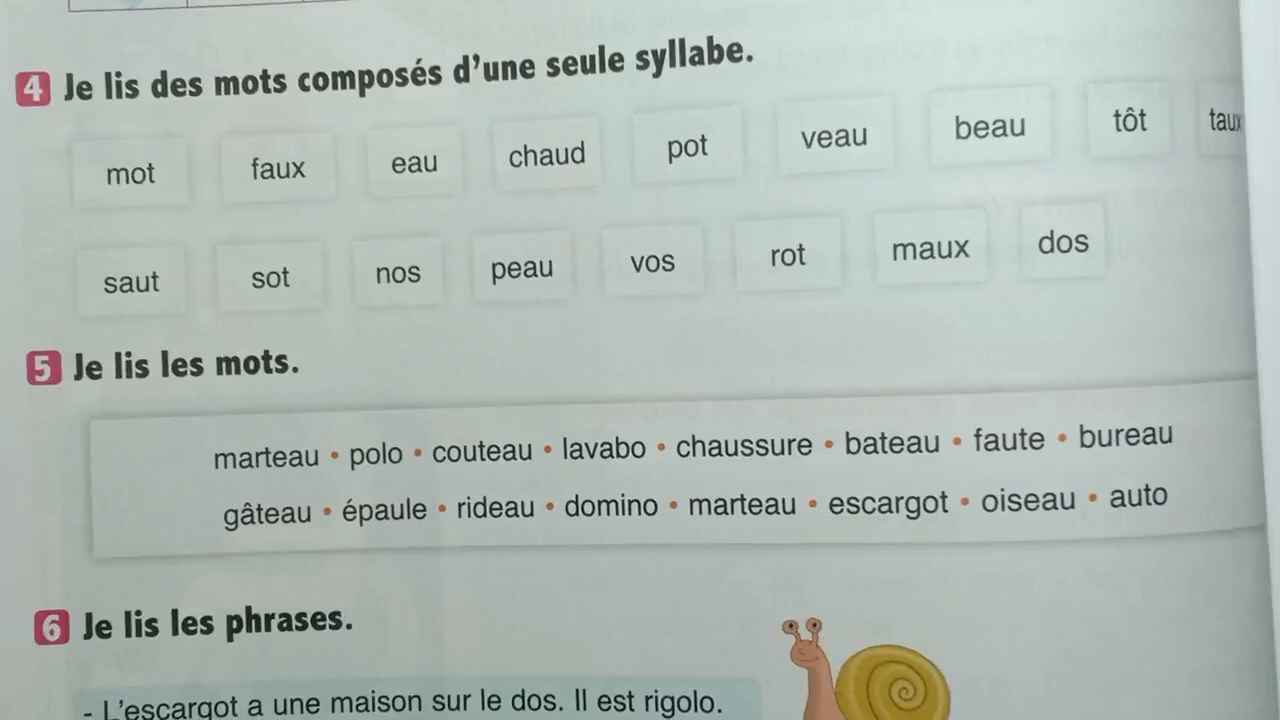 4 Je lis des mots composés d'une seule syllabe.
mot faux eau chaud pot veau beau tôt taux
saut sot nos peau vos rot maux dos
5 Je lis les mots.
marteau • polo • couteau • lavabo • chaussure • bateau • faute • bureau
gâteau • épaule • rideau • domino • marteau • escargot • oiseau • auto
6 Je lis les phrases.
- L'escargot a une maison sur le dos. Il est rigolo.